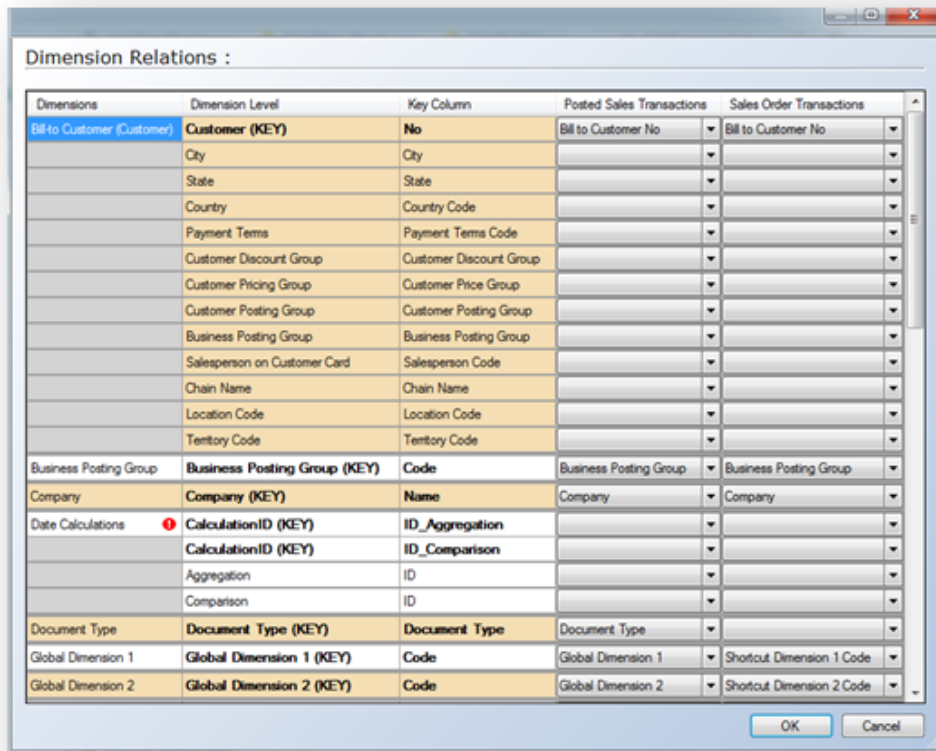 Dimension Relations :
Dimensions Dimension Level Key Column Posted Sales Transactions Sales Order Transactions
Bill-to Customer (Customer) Customer (KEY) No Bill to Customer No Bill to Customer No
City City
State State
Country Country Code
Payment Terms Payment Terms Code
Customer Discount Group Customer Discount Group
Customer Pricing Group Customer Price Group
Customer Posting Group Customer Posting Group
Business Posting Group Business Posting Group
Salesperson on Customer Card Salesperson Code
Chain Name Chain Name
Location Code Location Code
Territory Code Territory Code
Business Posting Group Business Posting Group (KEY) Code Business Posting Group Business Posting Group
Company Company (KEY) Name Company Company
Date Calculations CalculationID (KEY) ID_Aggregation
CalculationID (KEY) ID_Comparison
Aggregation ID
Comparison ID
Document Type Document Type (KEY) Document Type Document Type
Global Dimension 1 Global Dimension 1 (KEY) Code Global Dimension 1 Shortcut Dimension 1 Code
Global Dimension 2 Global Dimension 2 (KEY) Code Global Dimension 2 Shortcut Dimension 2 Code
OK Cancel